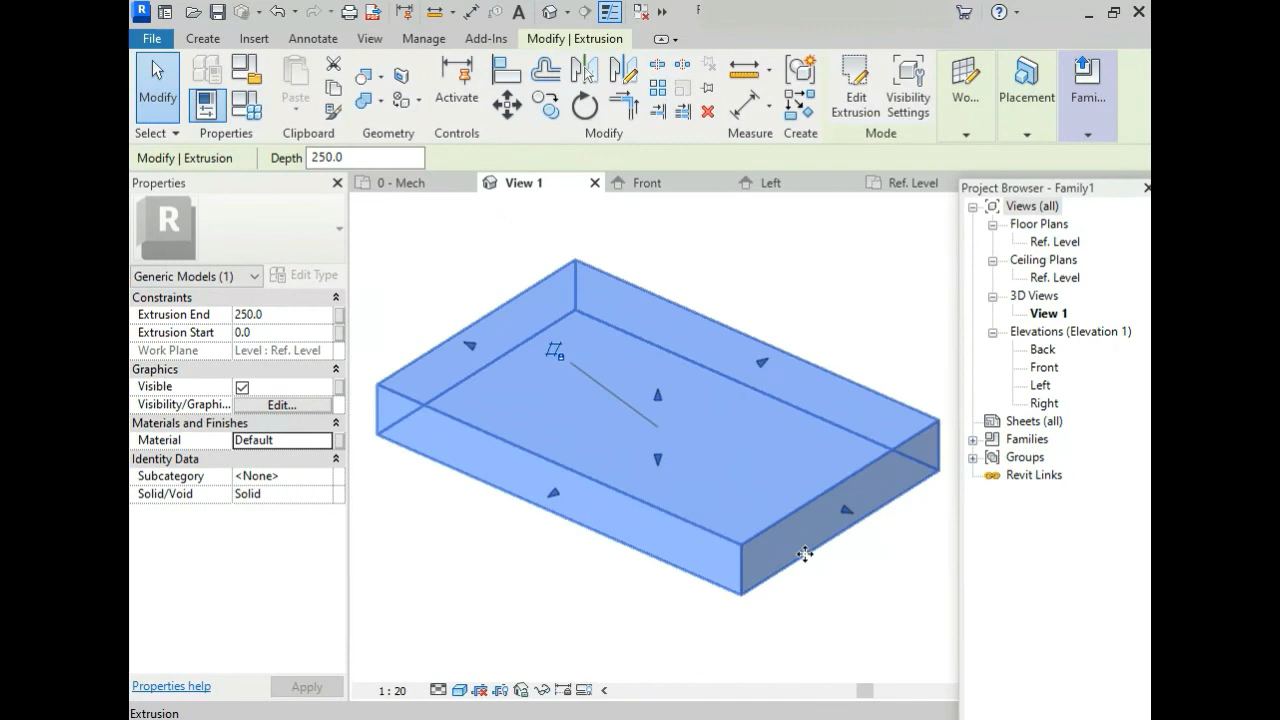 File Create Insert Annotate View Manage Add-Ins Modify | Extrusion
Modify
Paste
Activate
Edit Extrusion
Visibility Settings
Wo...
Placement
Fami...
Select Properties Clipboard Geometry Controls Modify Measure Create Mode
Modify | Extrusion Depth 250.0
Properties
0 - Mech View 1 Front Left Ref. Level
Project Browser - Family1
R
Generic Models (1) Edit Type
Constraints
Extrusion End 250.0
Extrusion Start 0.0
Work Plane Level : Ref. Level
Graphics
Visible
Visibility/Graphi... Edit...
Materials and Finishes
Material Default
Identity Data
Subcategory <None>
Solid/Void Solid
Views (all)
Floor Plans
Ref. Level
Ceiling Plans
Ref. Level
3D Views
View 1
Elevations (Elevation 1)
Back
Front
Left
Right
Sheets (all)
Families
Groups
Revit Links
Properties help Apply
1 : 20
Extrusion